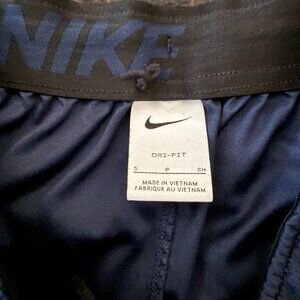 NIKE
DRI-FIT
S P CH
MADE IN VIETNAM
FABRIQUE AU VIETNAM